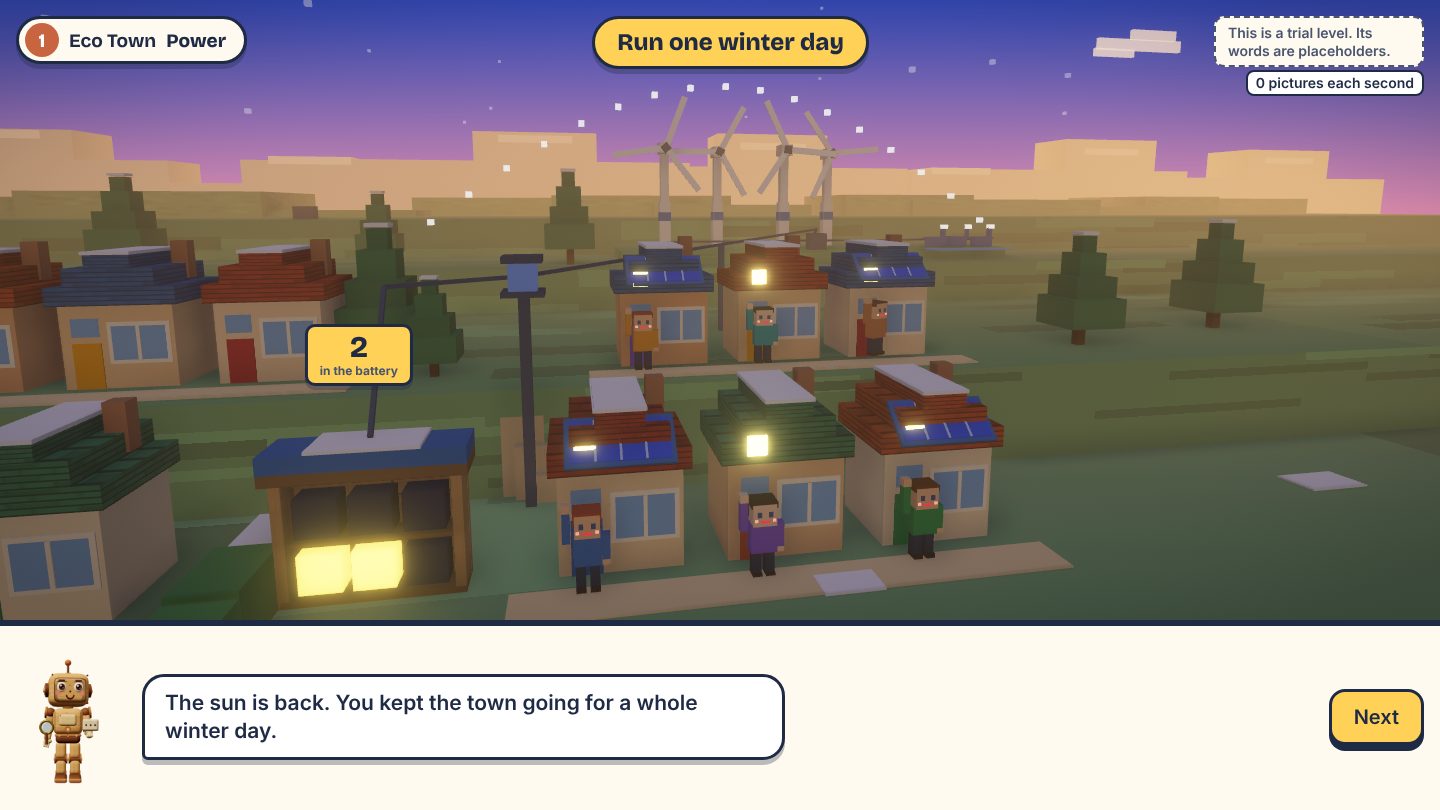 1 Eco Town Power
Run one winter day
This is a trial level. Its
words are placeholders.
0 pictures each second
2
in the battery
The sun is back. You kept the town going for a whole
winter day.
Next